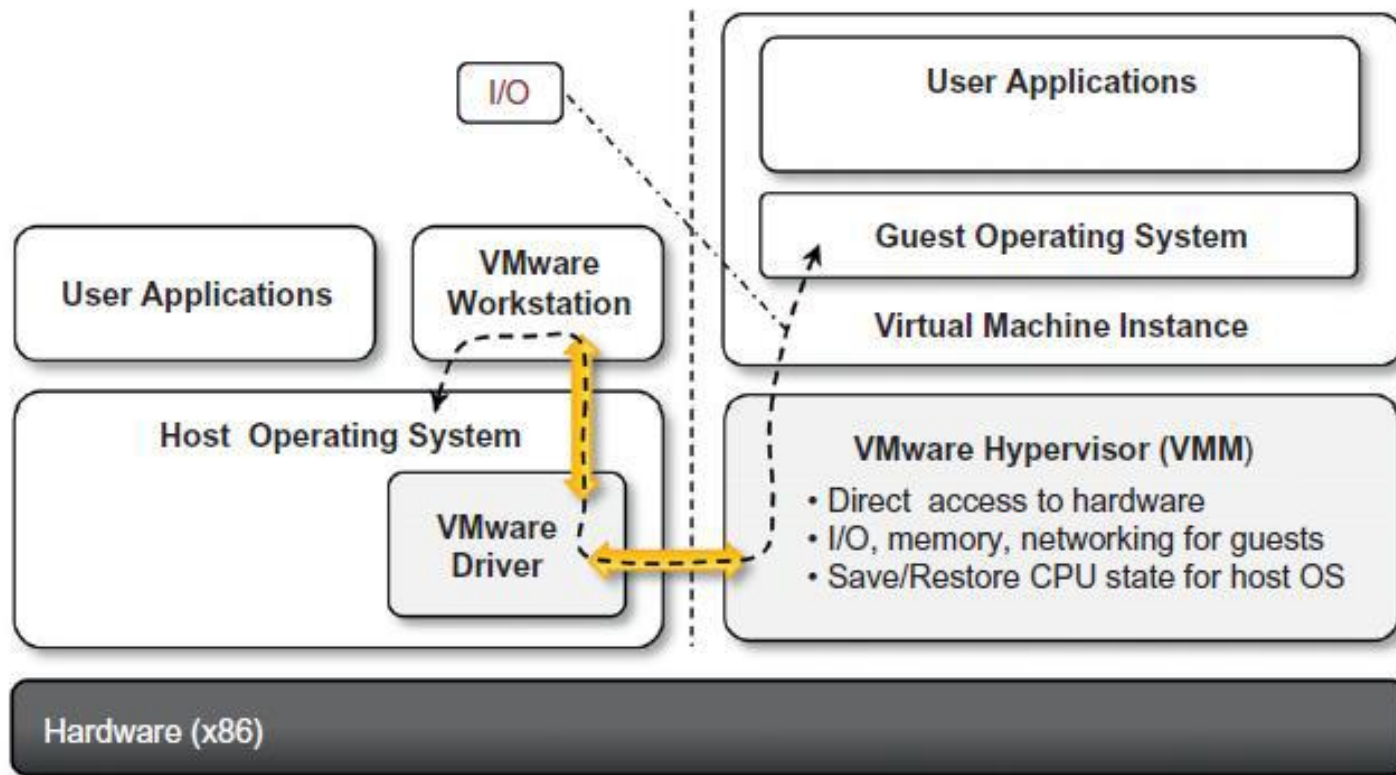 I/O
User Applications
VMware
Workstation
Host Operating System
VMware
Driver
User Applications
Guest Operating System
Virtual Machine Instance
VMware Hypervisor (VMM)
• Direct access to hardware
• I/O, memory, networking for guests
• Save/Restore CPU state for host OS
Hardware (x86)